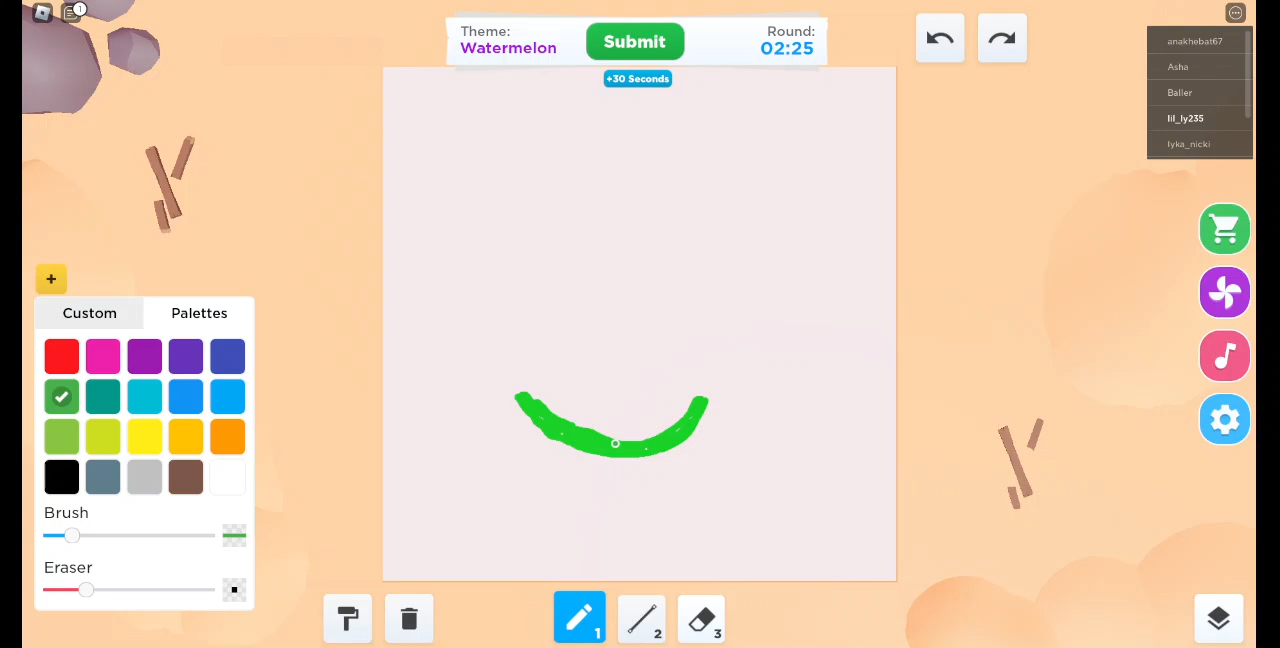 1
Theme:
Watermelon
Submit
Round:
02:25
+30 Seconds
anakhebat67
Asha
Baller
lil_ly235
lyka_nicki
+
Custom
Palettes
Brush
Eraser
1
2
3